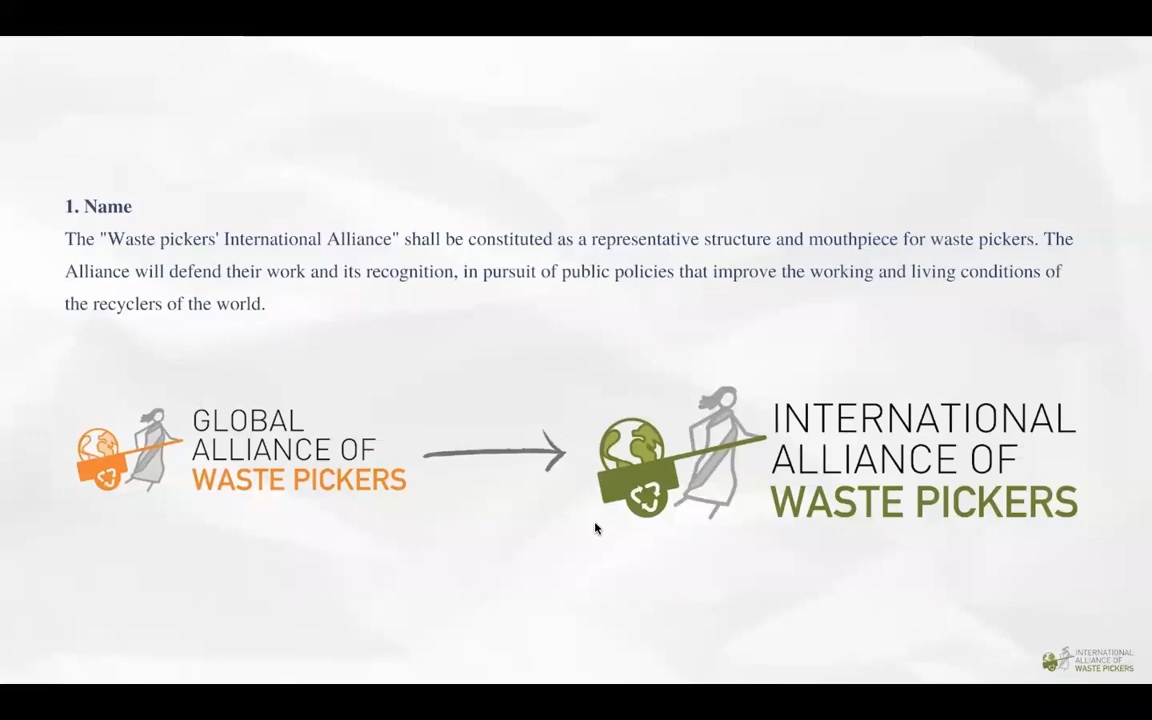 1. Name
The "Waste pickers' International Alliance" shall be constituted as a representative structure and mouthpiece for waste pickers. The
Alliance will defend their work and its recognition, in pursuit of public policies that improve the working and living conditions of
the recyclers of the world.
GLOBAL
ALLIANCE OF
WASTE PICKERS
INTERNATIONAL
ALLIANCE OF
WASTE PICKERS
INTERNATIONAL
ALLIANCE OF
WASTE PICKERS